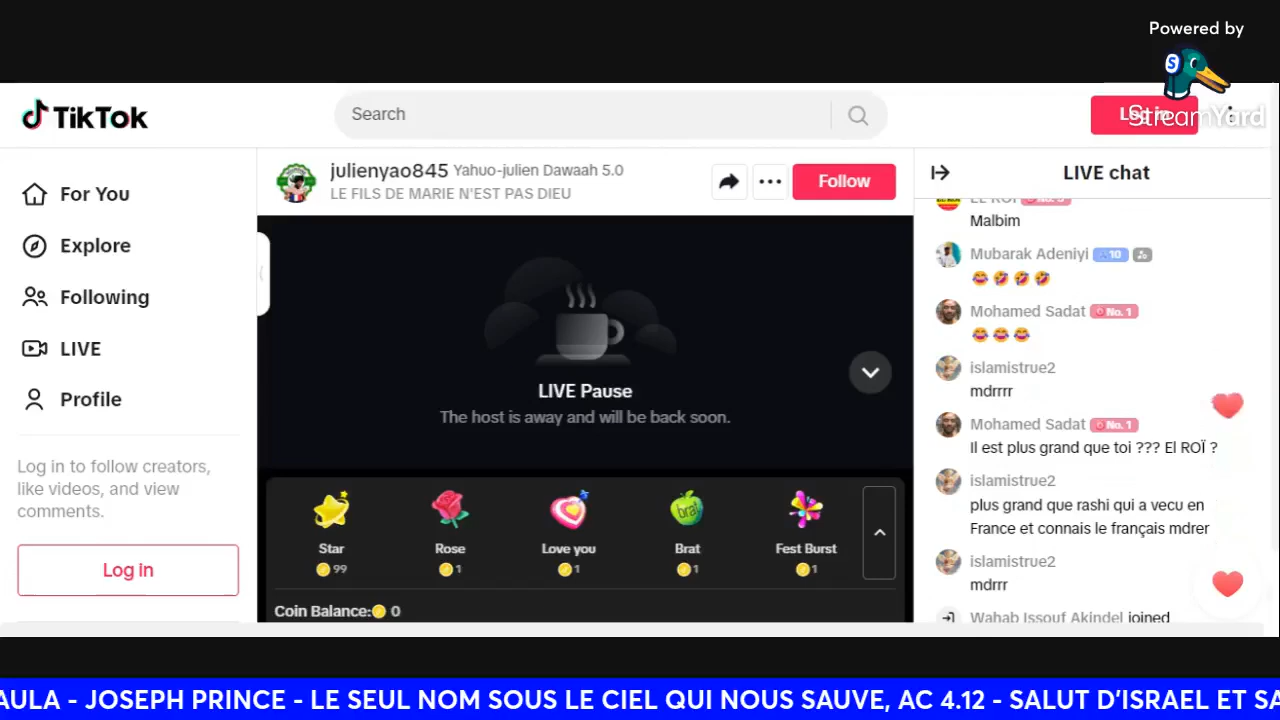 Powered by
StreamYard
TikTok
Search
julienyao845 Yahuo-julien Dawaah 5.0
LE FILS DE MARIE N'EST PAS DIEU
Follow
LIVE chat
For You
Explore
Following
LIVE
Profile
Log in to follow creators,
like videos, and view
comments.
Log in
LIVE Pause
The host is away and will be back soon.
Star
99
Rose
1
Love you
1
Brat
1
Fest Burst
1
Coin Balance: 0
EL ROI
Malbim
Mubarak Adeniyi 10
Mohamed Sadat No. 1
islamistrue2
mdrrrr
Mohamed Sadat No. 1
Il est plus grand que toi ??? El ROÏ ?
islamistrue2
plus grand que rashi qui a vecu en
France et connais le français mdrer
islamistrue2
mdrrr
Wahab Issouf Akindel joined
AULA - JOSEPH PRINCE - LE SEUL NOM SOUS LE CIEL QUI NOUS SAUVE, AC 4.12 - SALUT D'ISRAEL ET SA